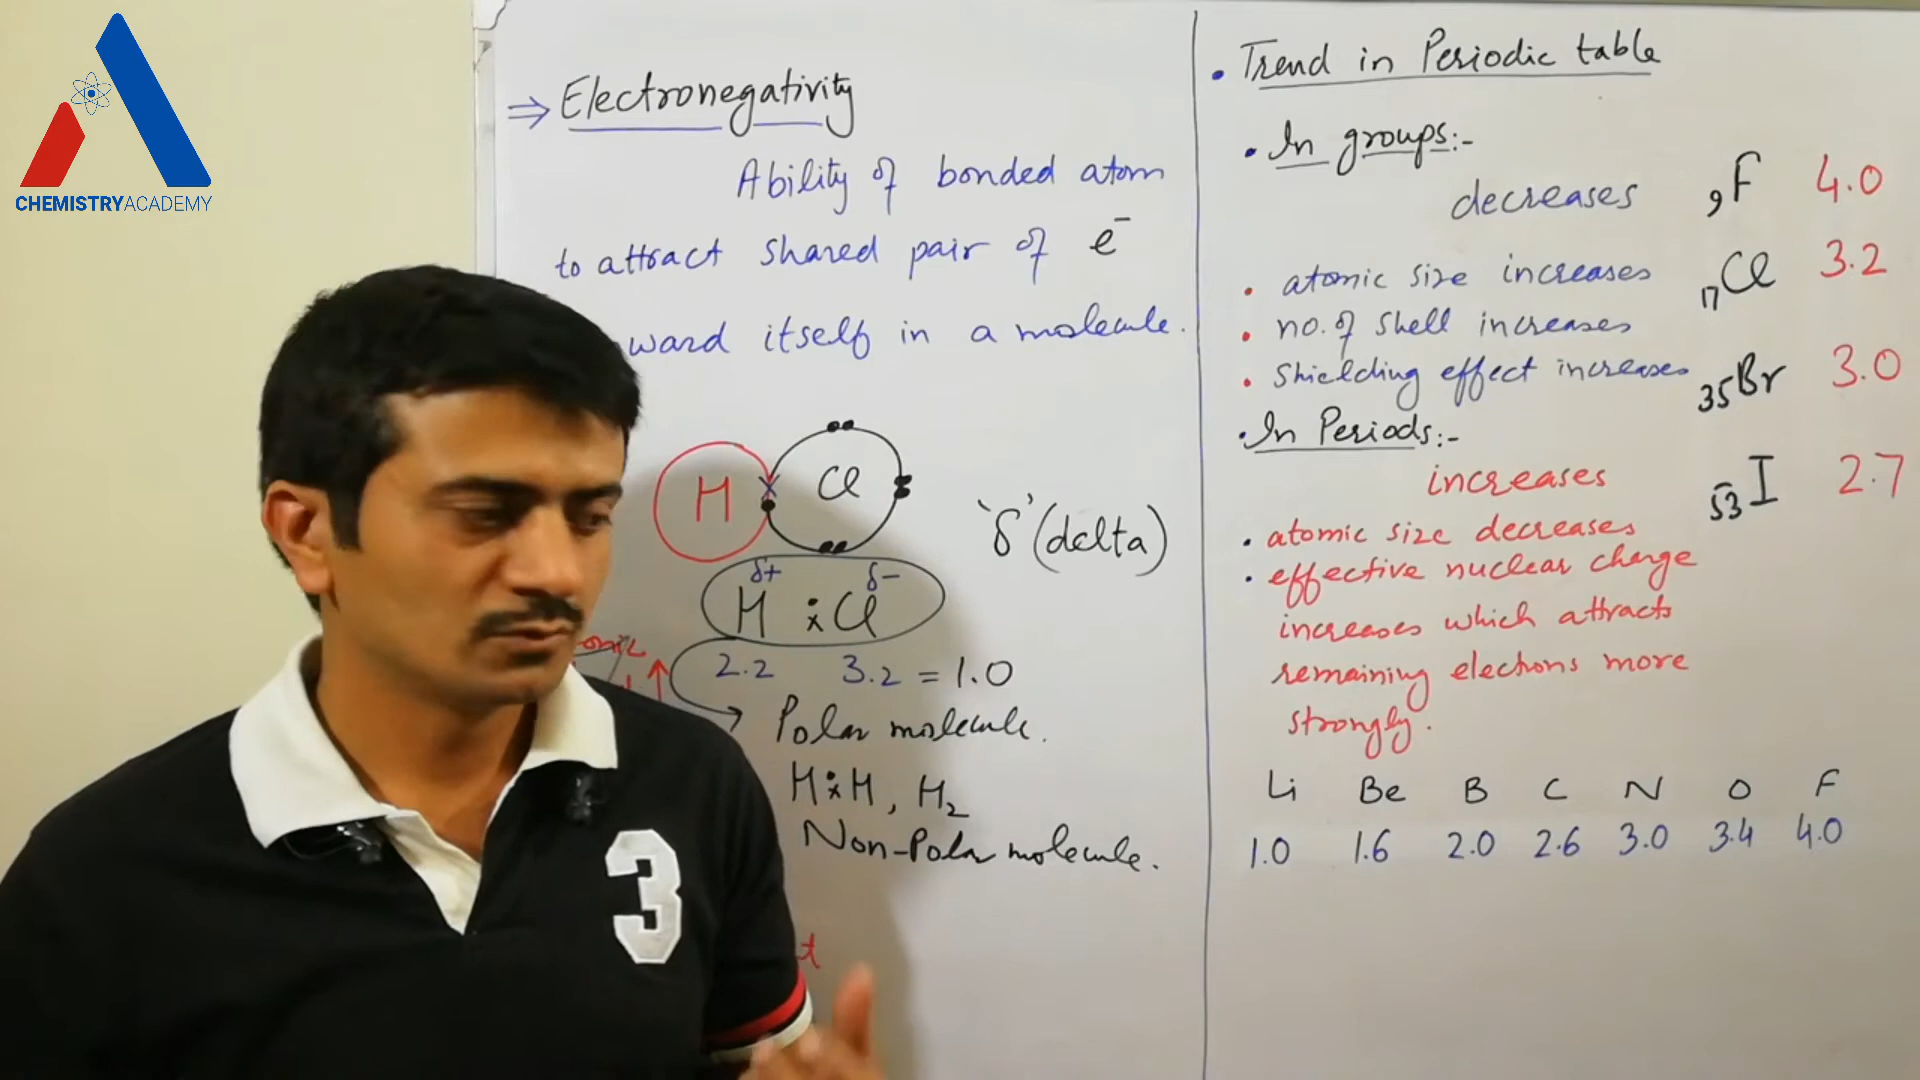 CHEMISTRYACADEMY
⇒ Electronegativity
Ability of bonded atom
to attract shared pair of e⁻
ward itself in a molecule.
H Cl
'δ' (delta)
δ+ δ-
H Cl
2.2 3.2 = 1.0
Polar molecule.
H H, H₂
Non-Polar molecule.
t
3
• Trend in Periodic table
• In groups:-
decreases
• atomic size increases
• no. of shell increases
• shielding effect increases
₉F 4.0
₁₇Cl 3.2
₃₅Br 3.0
₅₃I 2.7
• In Periods:-
increases
• atomic size decreases
• effective nuclear charge
increases which attracts
remaining electrons more
strongly.
Li Be B C N O F
1.0 1.6 2.0 2.6 3.0 3.4 4.0